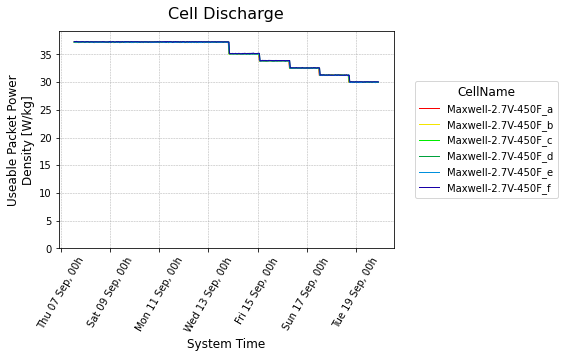 Cell Discharge
Useable Packet Power
Density [W/kg]
35
30
25
20
15
10
5
0
Thu 07 Sep, 00h
Sat 09 Sep, 00h
Mon 11 Sep, 00h
Wed 13 Sep, 00h
Fri 15 Sep, 00h
Sun 17 Sep, 00h
Tue 19 Sep, 00h
System Time
CellName
Maxwell-2.7V-450F_a
Maxwell-2.7V-450F_b
Maxwell-2.7V-450F_c
Maxwell-2.7V-450F_d
Maxwell-2.7V-450F_e
Maxwell-2.7V-450F_f